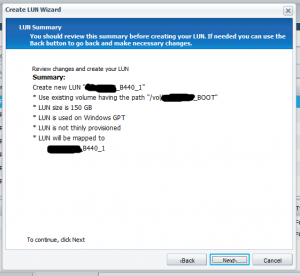 Create LUN Wizard
LUN Summary
You should review this summary before creating your LUN. If needed you can use the
Back button to go back and make necessary changes.
Review changes and create your LUN
Summary:
Create new LUN "_B440_1"
* Use existing volume having the path "/vol/_BOOT"
* LUN size is 150 GB
* LUN is used on Windows GPT
* LUN is not thinly provisioned
* LUN will be mapped to
_B440_1
To continue, click Next
‹Back
Next›
Cancel